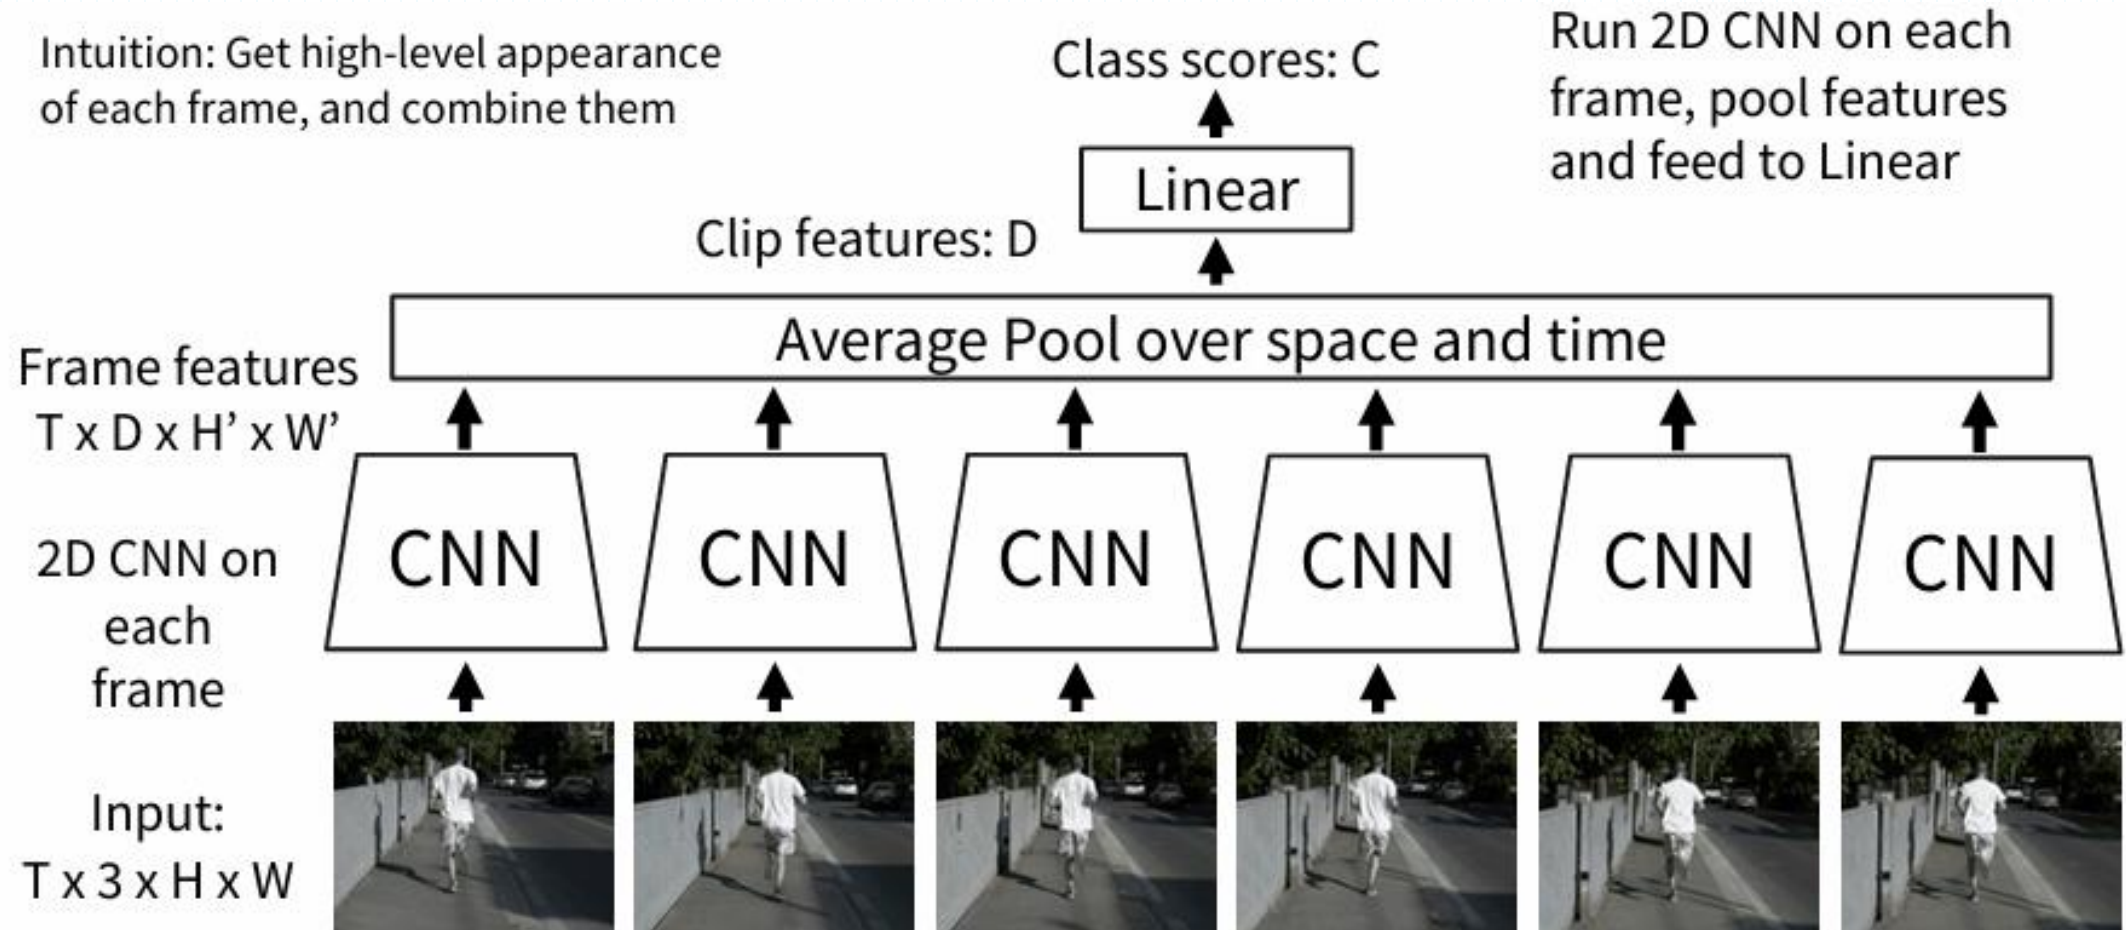 Intuition: Get high-level appearance
of each frame, and combine them
Class scores: C
Run 2D CNN on each
frame, pool features
and feed to Linear
Linear
Clip features: D
Average Pool over space and time
Frame features
T x D x H’ x W’
CNN CNN CNN CNN CNN CNN
2D CNN on
each
frame
Input:
T x 3 x H x W